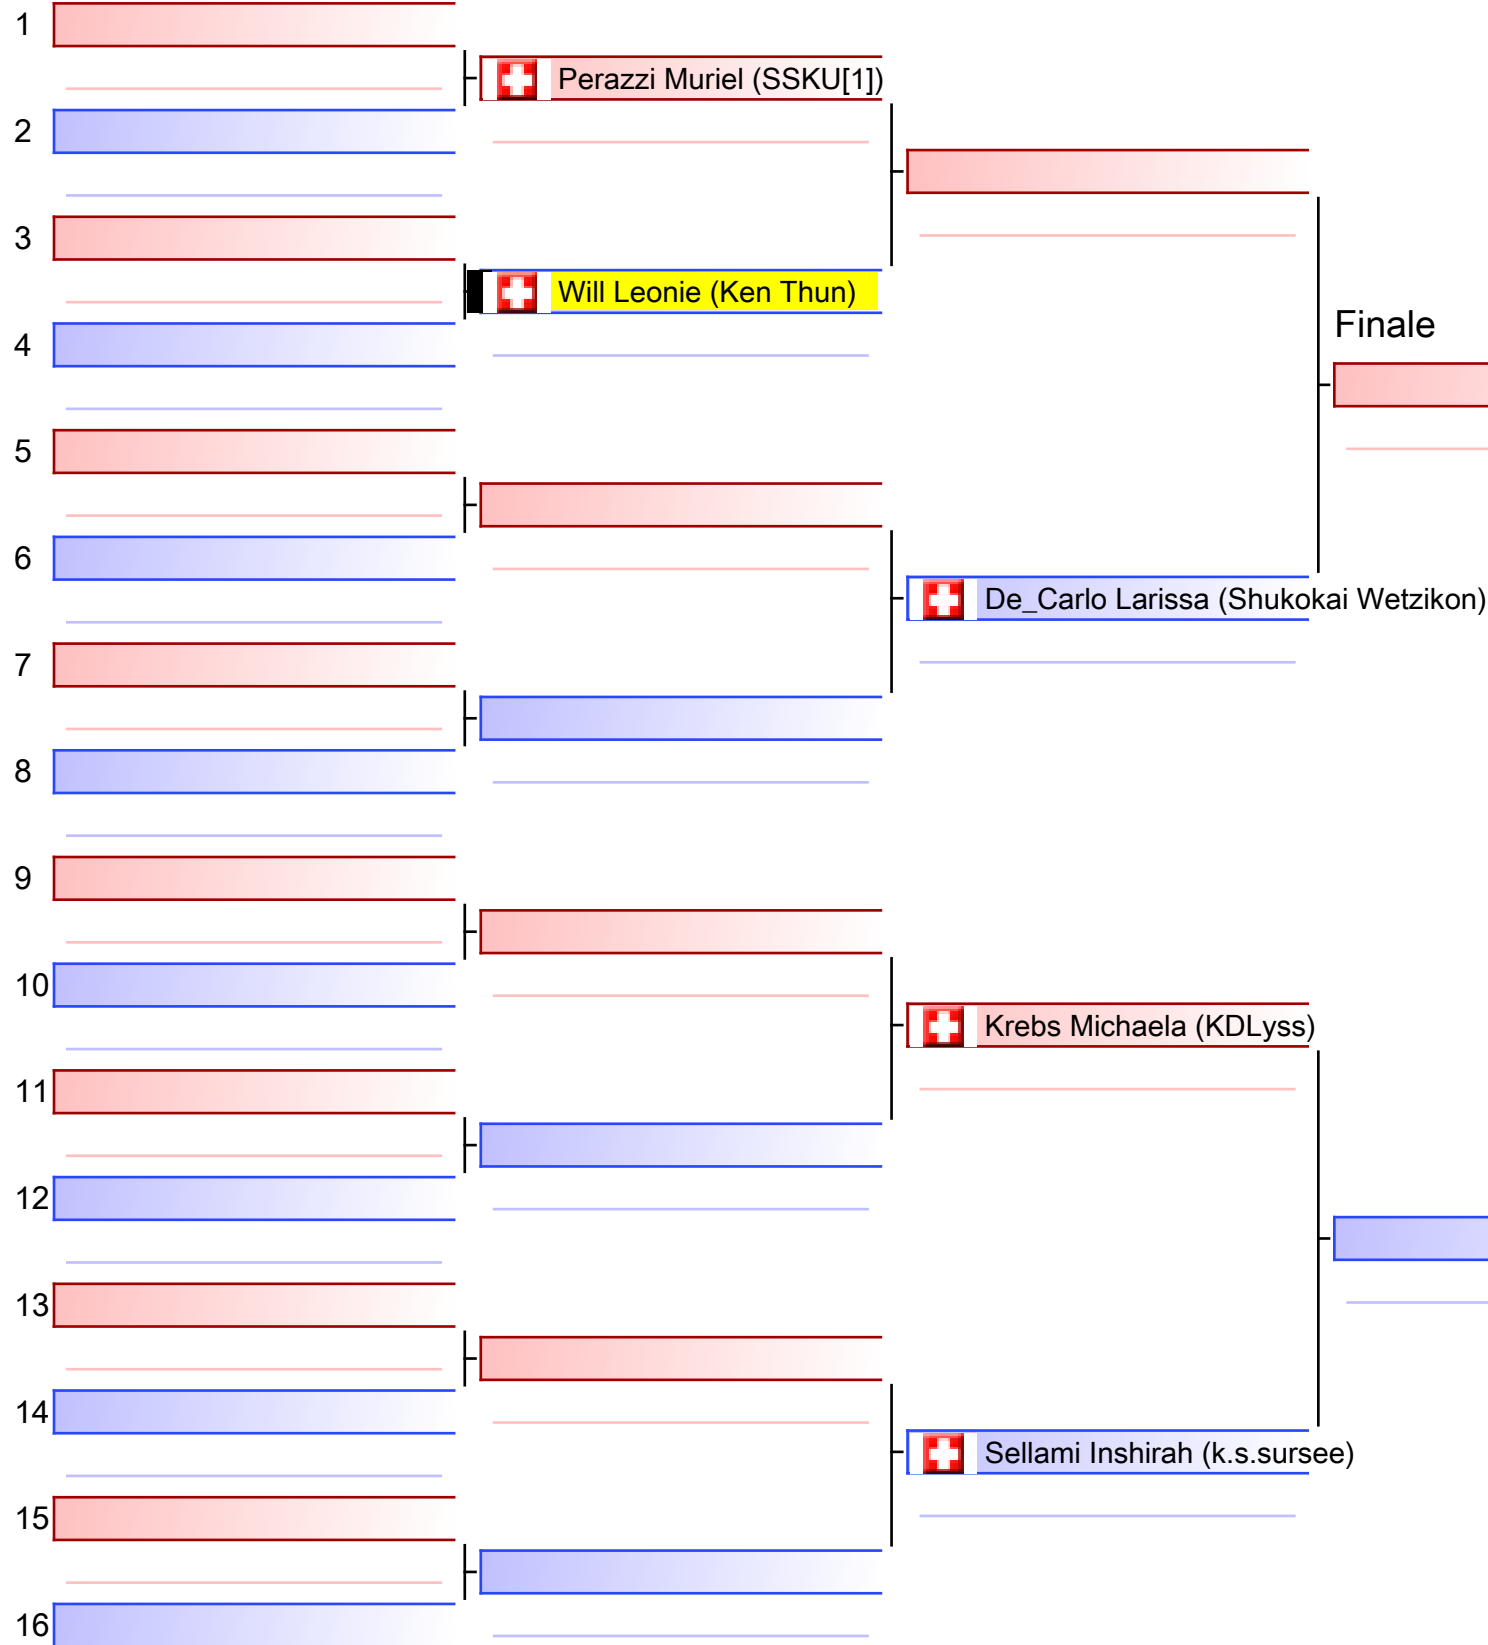 1
Perazzi Muriel (SSKU[1])
2
3
Will Leonie (Ken Thun)
Finale
4
5
6
De_Carlo Larissa (Shukokai Wetzikon)
7
8
9
10
Krebs Michaela (KDLyss)
11
12
13
14
Sellami Inshirah (k.s.sursee)
15
16